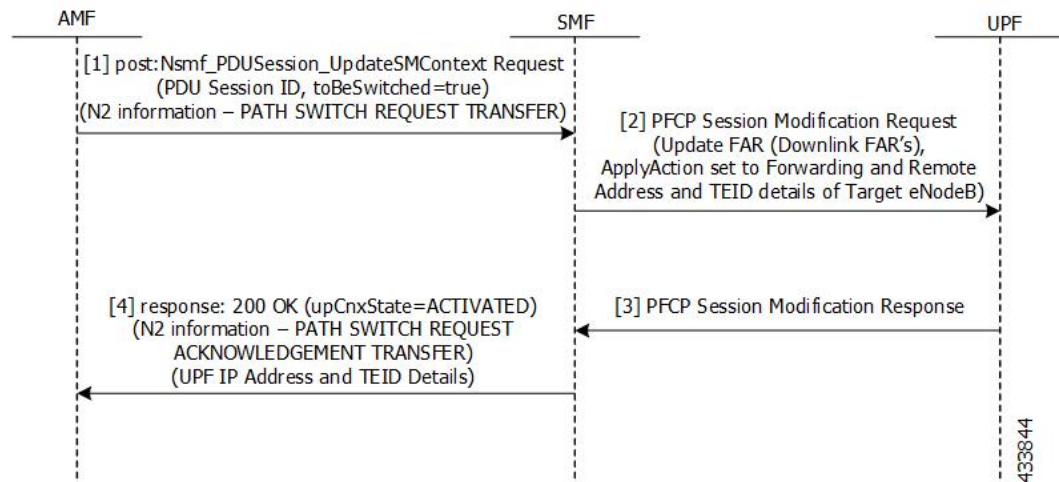 AMF
SMF
UPF
[1] post:Nsmf_PDUSession_UpdateSMContext Request
(PDU Session ID, toBeSwitched=true)
(N2 information – PATH SWITCH REQUEST TRANSFER)
[2] PFCP Session Modification Request
(Update FAR (Downlink FAR's),
ApplyAction set to Forwarding and Remote
Address and TEID details of Target eNodeB)
[4] response: 200 OK (upCnxState=ACTIVATED)
(N2 information – PATH SWITCH REQUEST
ACKNOWLEDGEMENT TRANSFER)
(UPF IP Address and TEID Details)
[3] PFCP Session Modification Response
433844